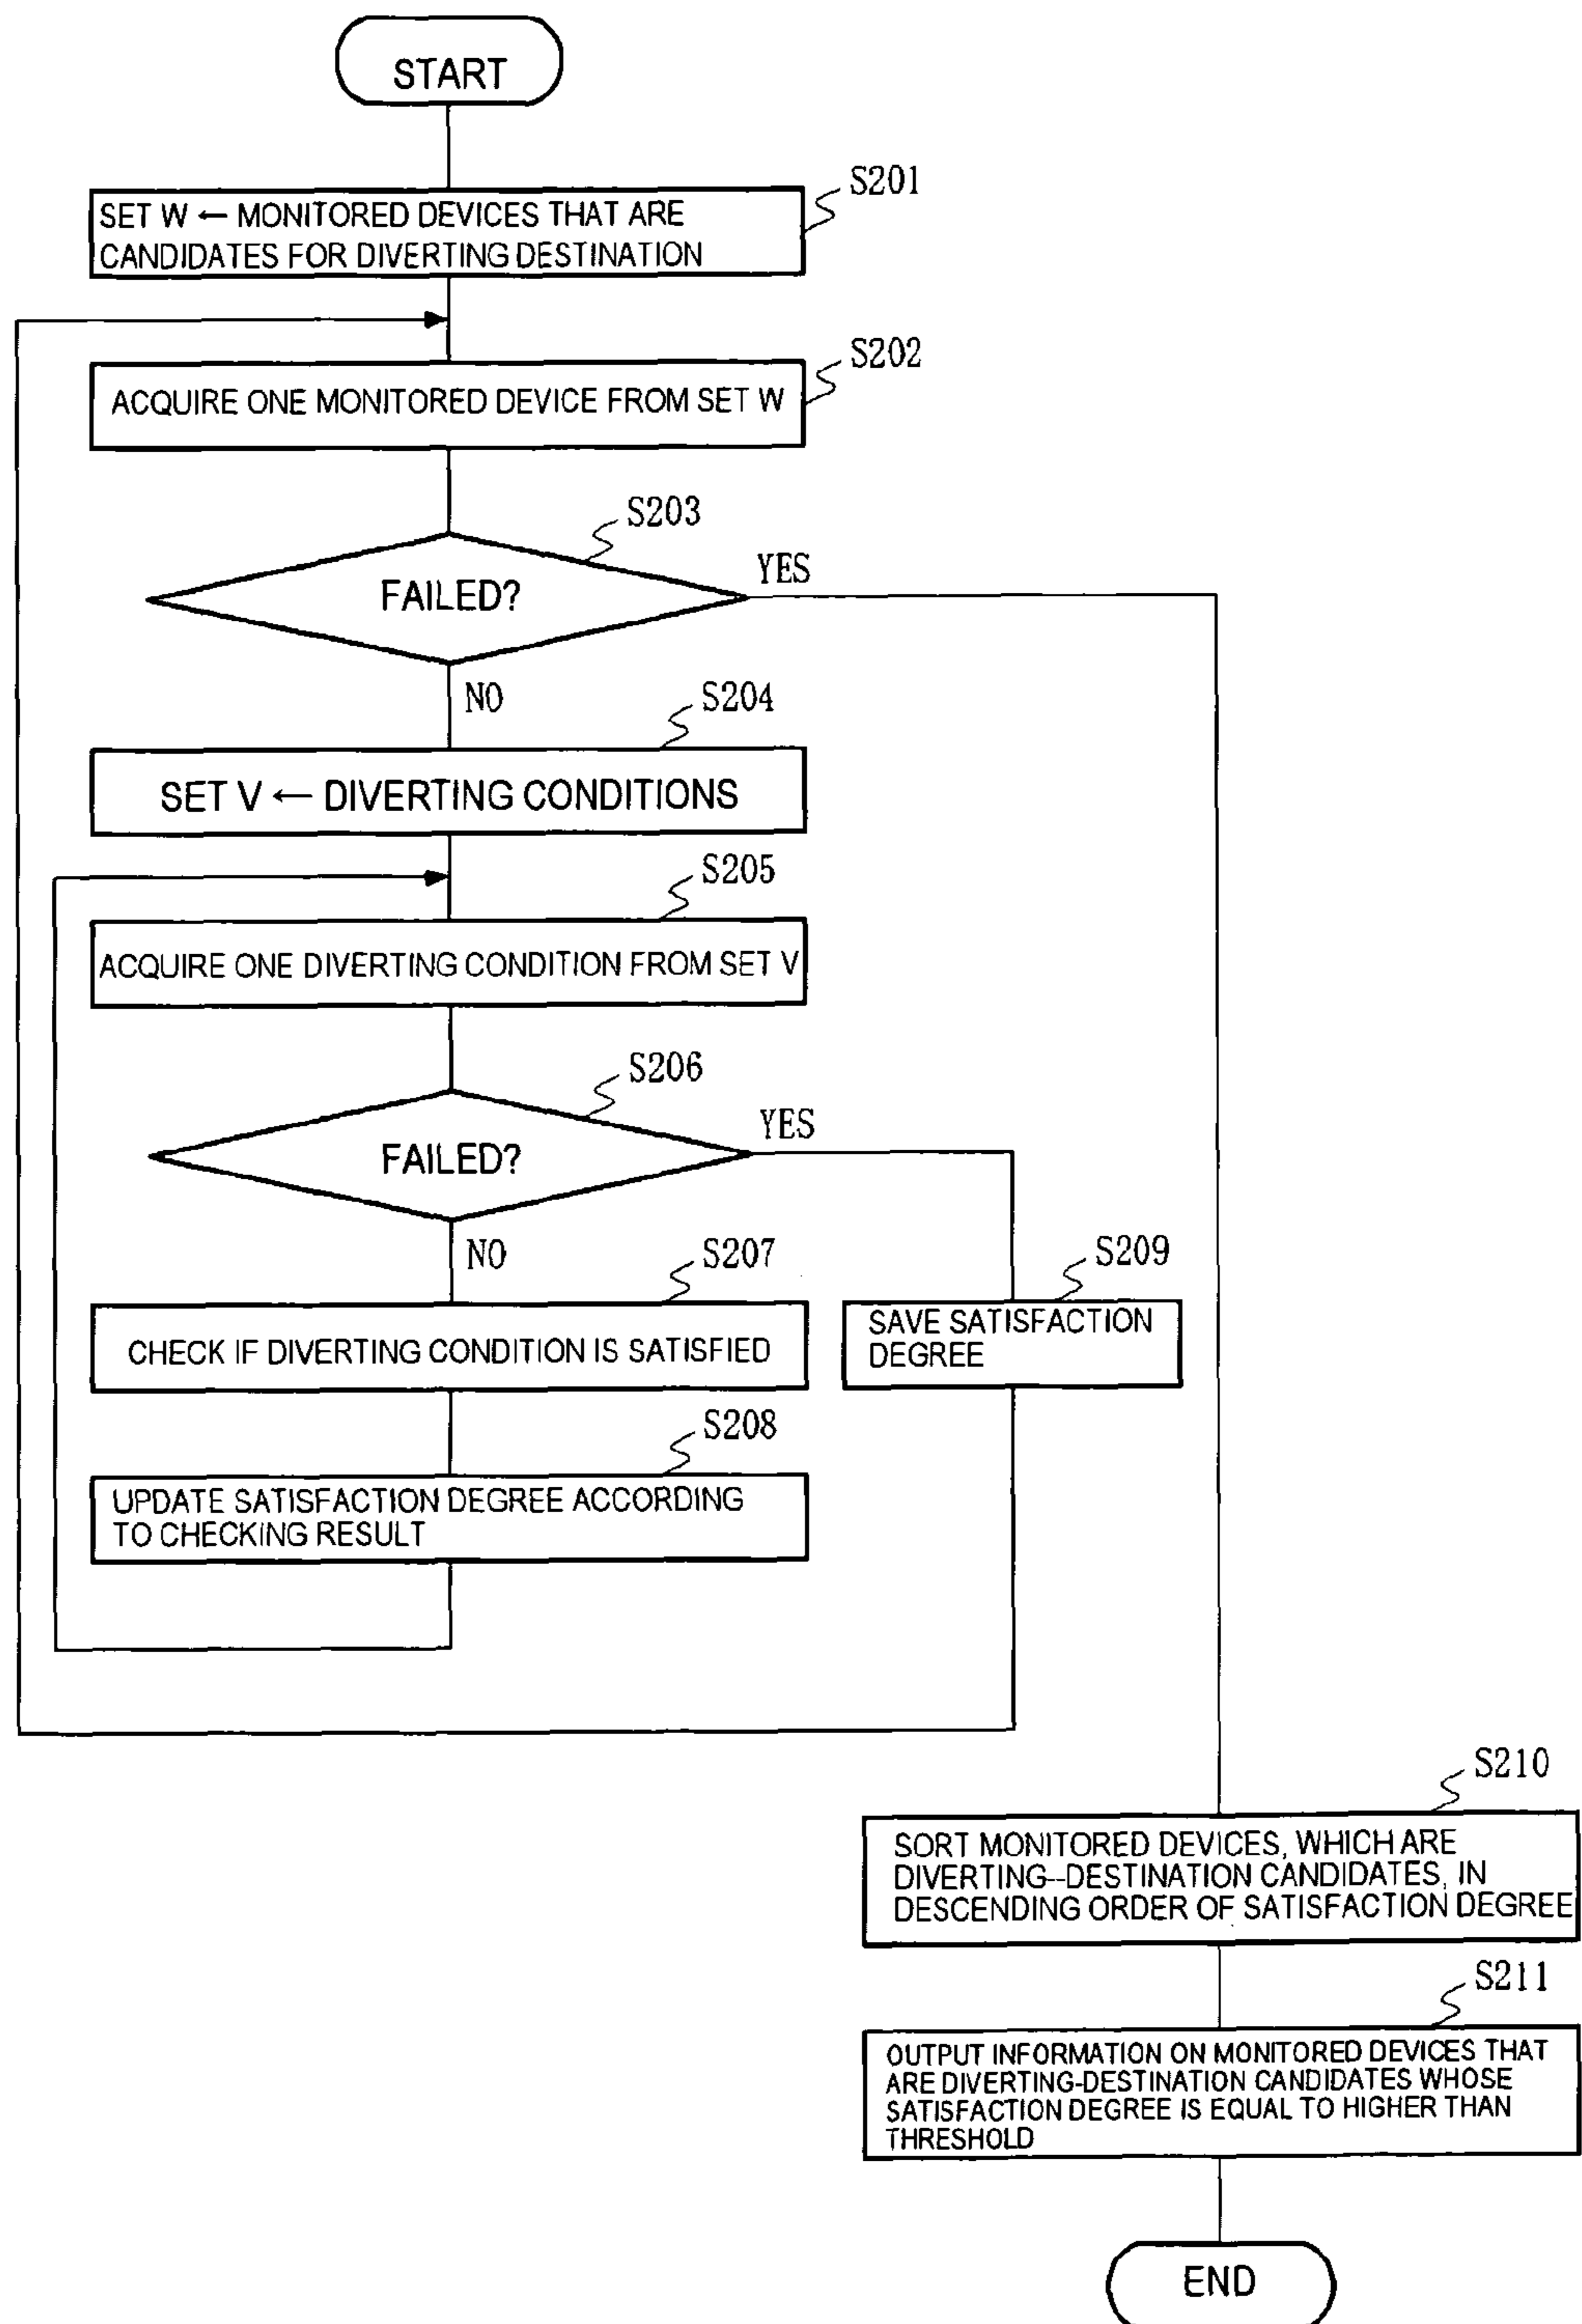 START
S201
SET W ← MONITORED DEVICES THAT ARE
CANDIDATES FOR DIVERTING DESTINATION
S202
ACQUIRE ONE MONITORED DEVICE FROM SET W
S203
FAILED?
YES
NO
S204
SET V ← DIVERTING CONDITIONS
S205
ACQUIRE ONE DIVERTING CONDITION FROM SET V
S206
FAILED?
YES
NO
S207
CHECK IF DIVERTING CONDITION IS SATISFIED
S209
SAVE SATISFACTION
DEGREE
S208
UPDATE SATISFACTION DEGREE ACCORDING
TO CHECKING RESULT
S210
SORT MONITORED DEVICES, WHICH ARE
DIVERTING--DESTINATION CANDIDATES, IN
DESCENDING ORDER OF SATISFACTION DEGREE
S211
OUTPUT INFORMATION ON MONITORED DEVICES THAT
ARE DIVERTING-DESTINATION CANDIDATES WHOSE
SATISFACTION DEGREE IS EQUAL TO HIGHER THAN
THRESHOLD
END